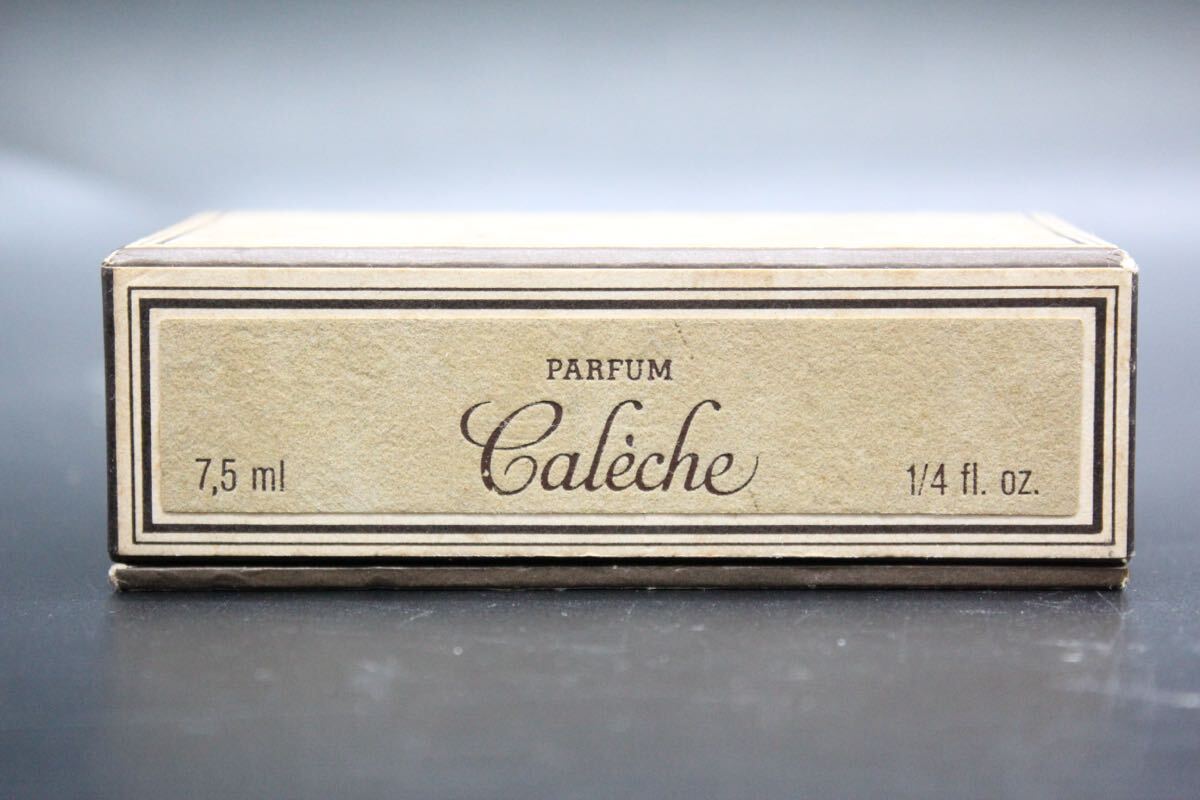 PARFUM
Calèche
7,5 ml
1/4 fl. oz.